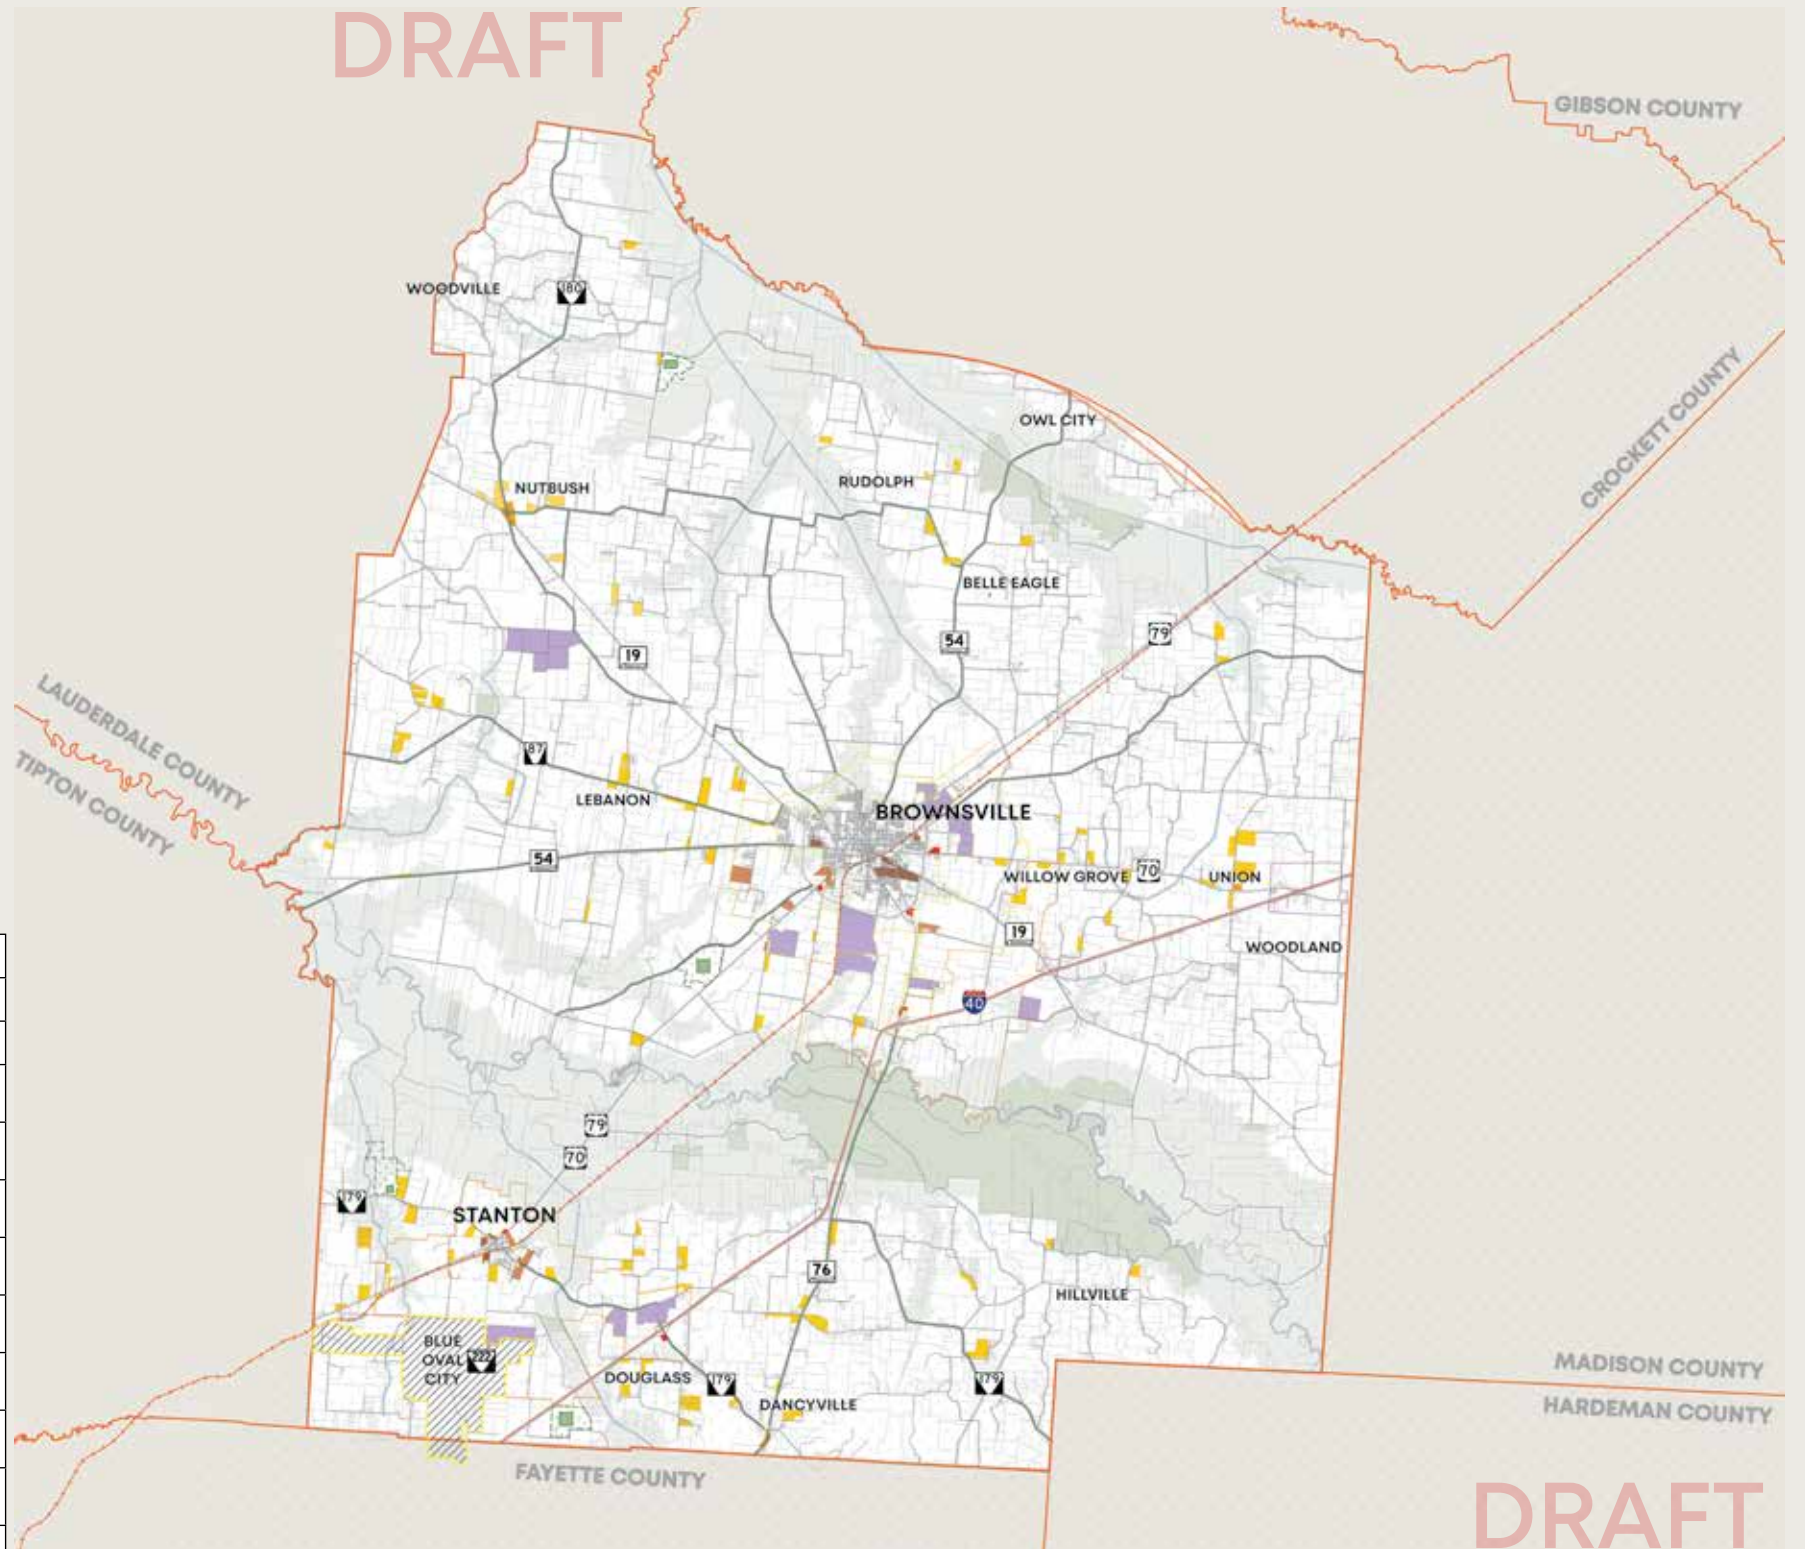 DRAFT
GIBSON COUNTY
WOODVILLE
180
CROCKETT COUNTY
OWL CITY
RUDOLPH
NUTBUSH
BELLE EAGLE
79
54
19
LAUDERDALE COUNTY
TIPTON COUNTY
87
LEBANON
BROWNSVILLE
54
70
WILLOW GROVE
UNION
19
WOODLAND
40
79
70
179
STANTON
76
HILLVILLE
BLUE
OVAL
CITY
222
DOUGLASS
179
179
DANCYVILLE
MADISON COUNTY
HARDEMAN COUNTY
FAYETTE COUNTY
DRAFT